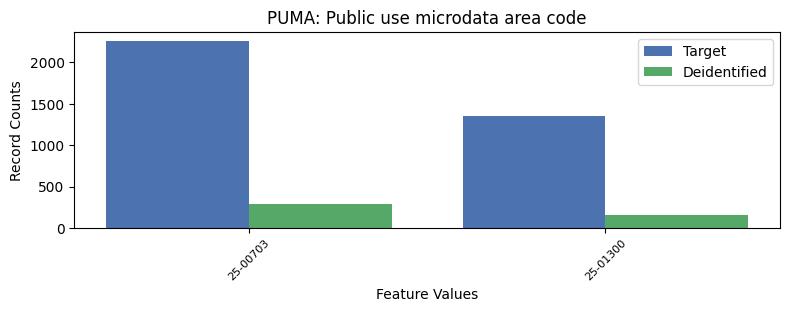 PUMA: Public use microdata area code
Target
Deidentified
Record Counts
2000
1500
1000
500
0
25-00703
25-01300
Feature Values